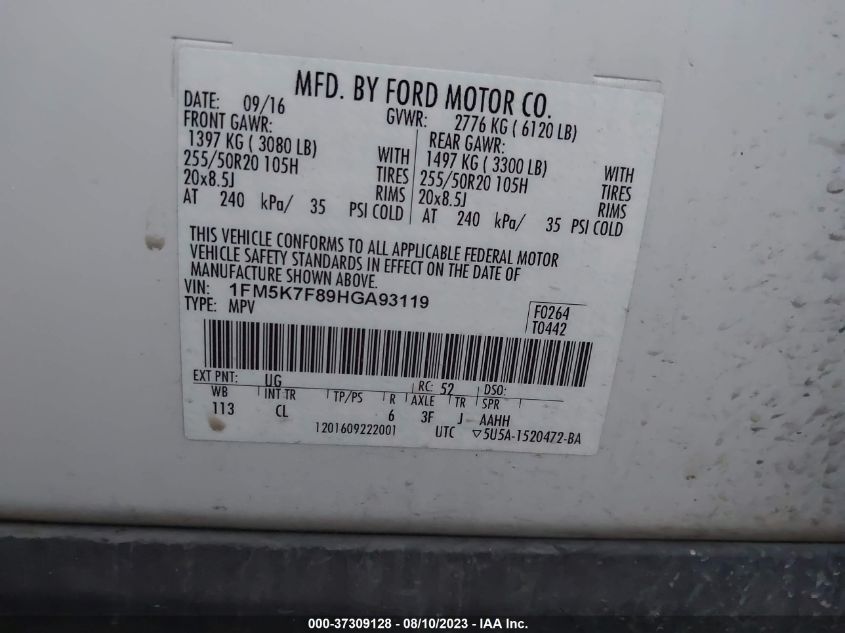 MFD. BY FORD MOTOR CO.
DATE: 09/16 GVWR: 2776 KG ( 6120 LB)
FRONT GAWR: REAR GAWR:
1397 KG ( 3080 LB) WITH 1497 KG ( 3300 LB) WITH
255/50R20 105H TIRES 255/50R20 105H TIRES
20x8.5J RIMS 20x8.5J RIMS
AT 240 kPa/ 35 PSI COLD AT 240 kPa/ 35 PSI COLD
THIS VEHICLE CONFORMS TO ALL APPLICABLE FEDERAL MOTOR
VEHICLE SAFETY STANDARDS IN EFFECT ON THE DATE OF
MANUFACTURE SHOWN ABOVE.
VIN: 1FM5K7F89HGA93119
TYPE: MPV
F0264
T0442
EXT PNT: UG RC: 52 DSO:
WB INT TR TP/PS R AXLE TR SPR
113 CL 6 3F J AAHH
1201609222001 UTC ▽5U5A-1520472-BA
000-37309128 - 08/10/2023 - IAA Inc.